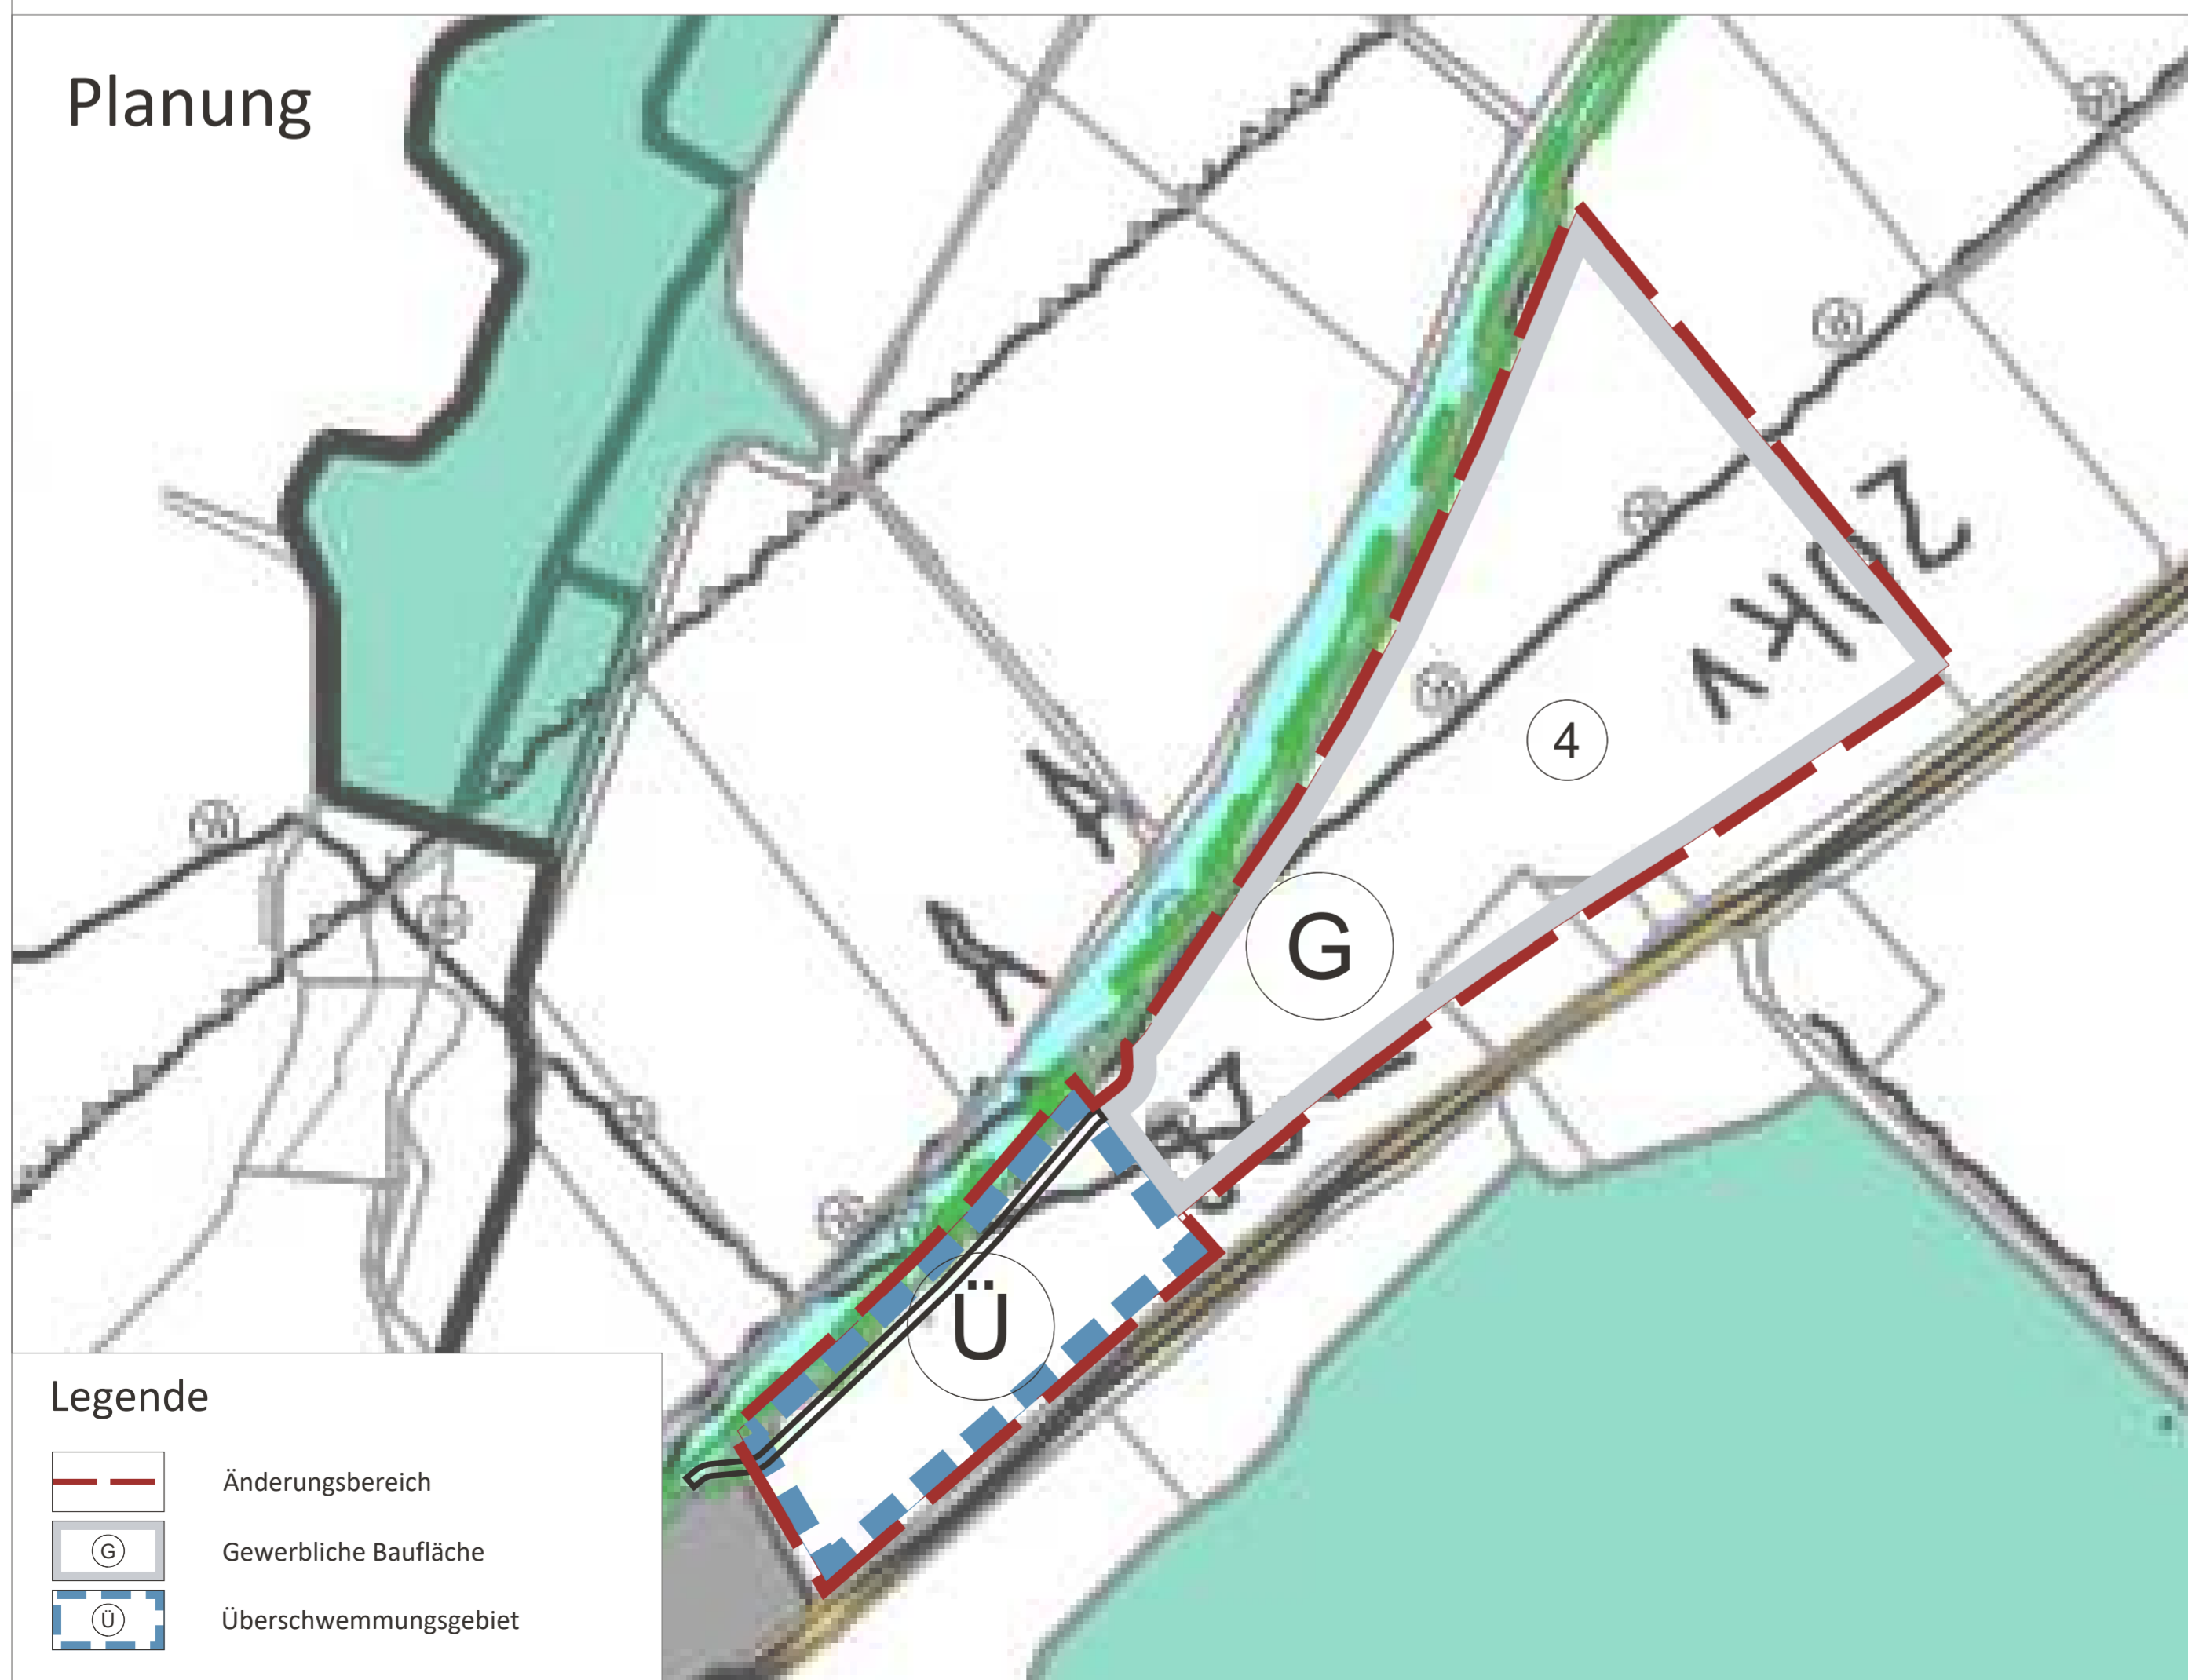 Planung
4
G
Ü
Legende
Änderungsbereich
G Gewerbliche Baufläche
Ü Überschwemmungsgebiet